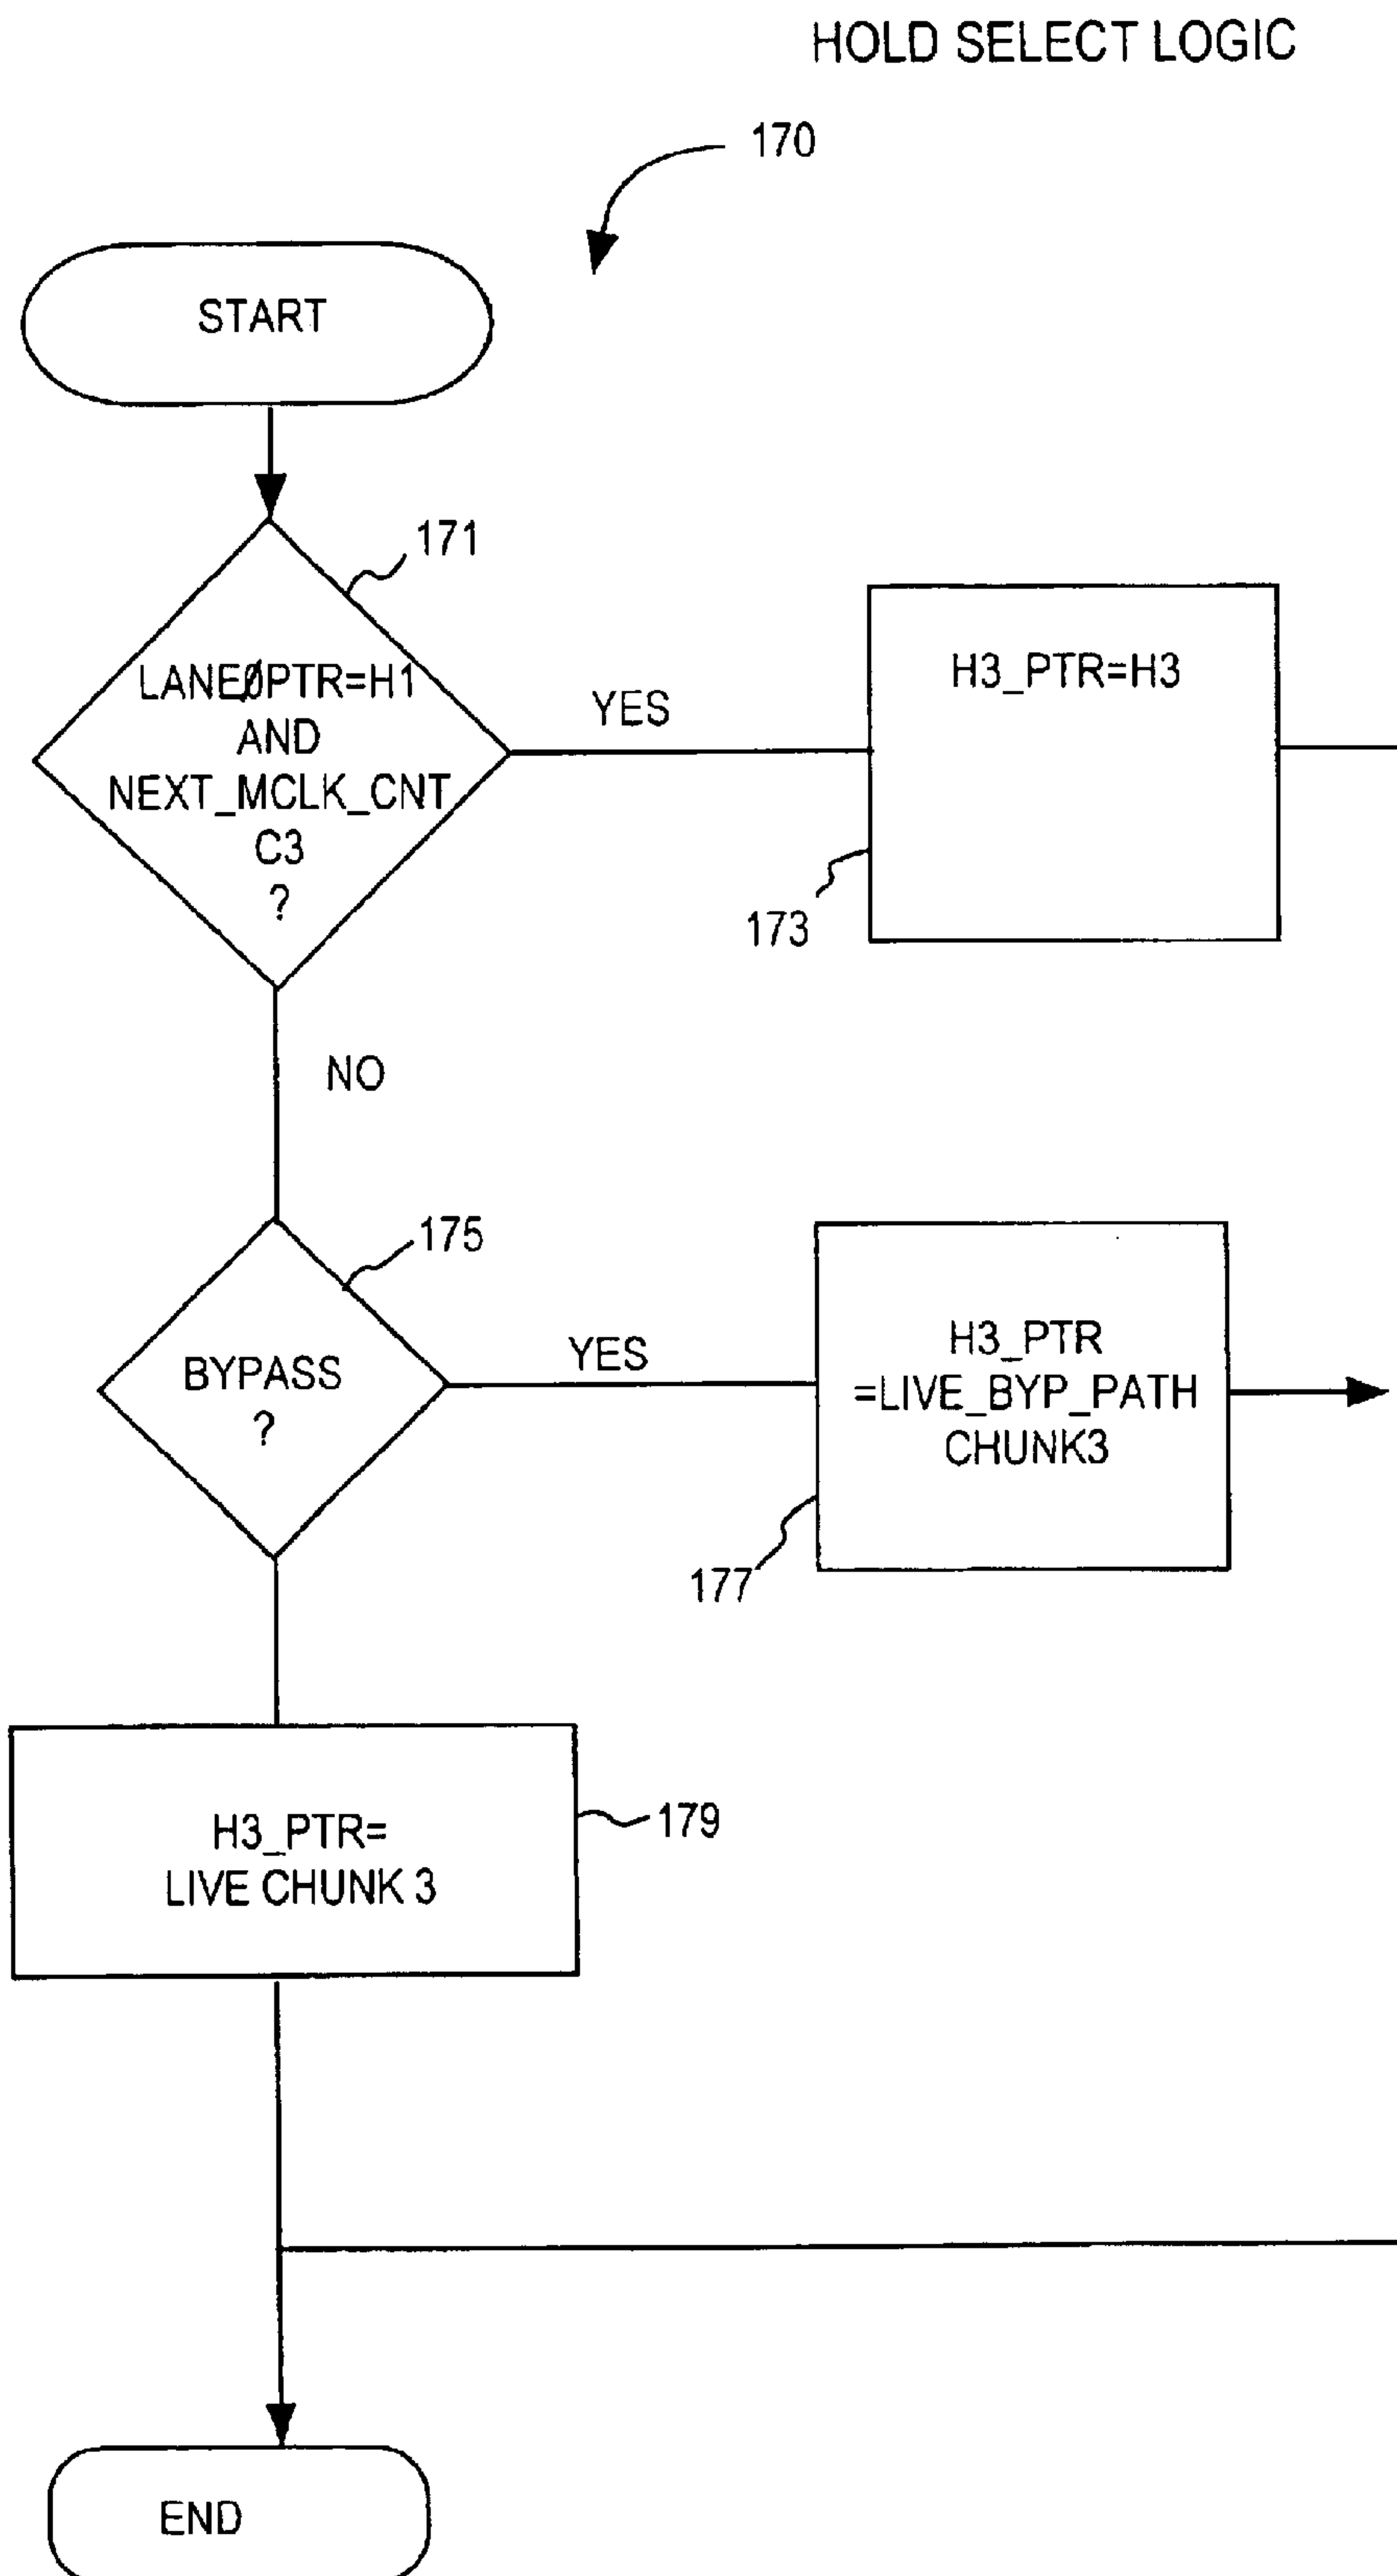 HOLD SELECT LOGIC
170
START
171
LANEØPTR=H1
AND
NEXT_MCLK_CNT
C3
?
YES
H3_PTR=H3
173
NO
175
BYPASS
?
YES
H3_PTR
=LIVE_BYP_PATH
CHUNK3
177
H3_PTR=
LIVE CHUNK 3
179
END